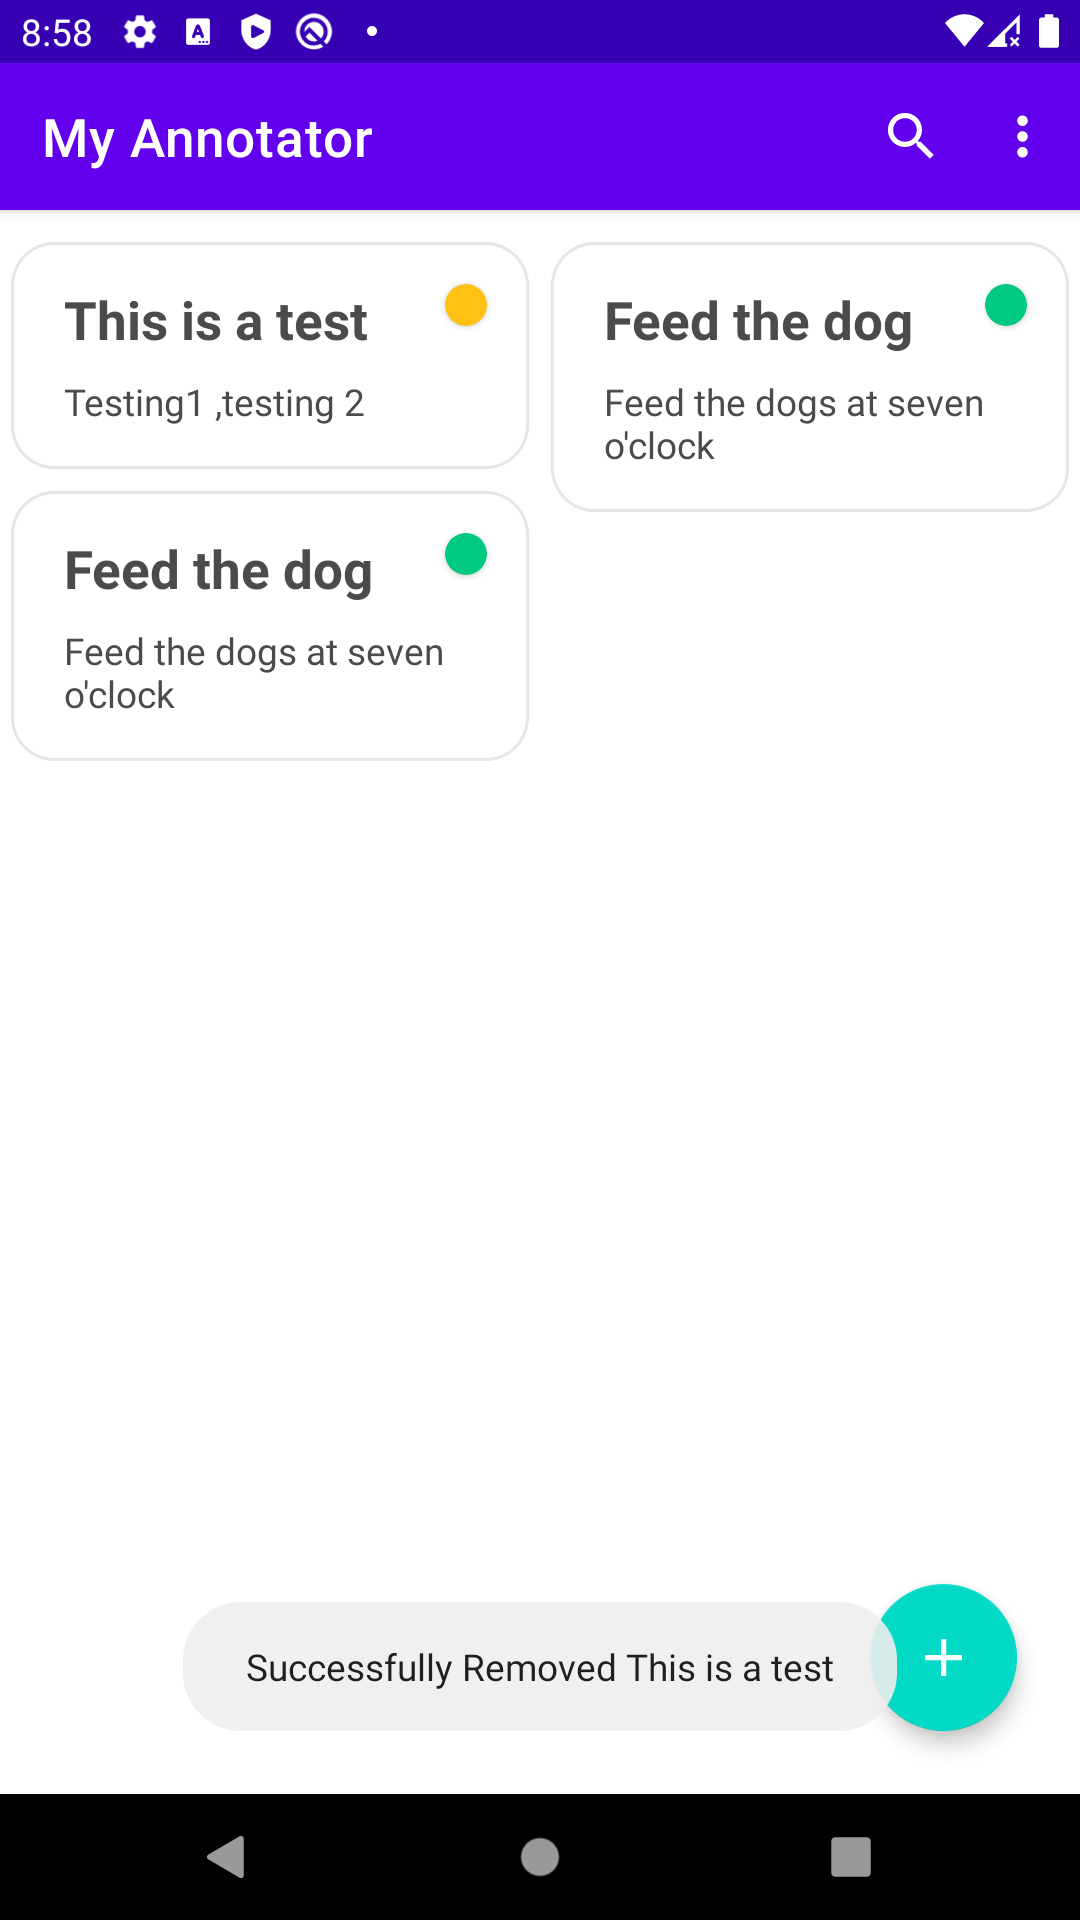 8:58
My Annotator
This is a test
Testing1 ,testing 2
Feed the dog
Feed the dogs at seven
o'clock
Feed the dog
Feed the dogs at seven
o'clock
Successfully Removed This is a test